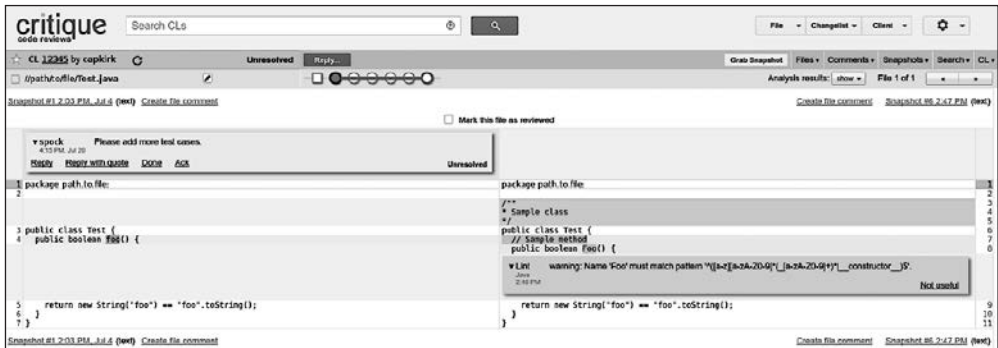 critique
code reviews
Search CLs
File Changelist Client
CL 12345 by capkirk Unresolved Reply... Grab Snapshot Files Comments Snapshots Search CL
//path/to/file/Test.java Analysis results: show File 1 of 1
Snapshot #1 2:03 PM, Jul 4 (text) Create file comment Create file comment Snapshot #6 2:47 PM (text)
Mark this file as reviewed
spock Please add more test cases.
4:15 PM, Jul 20
Reply Reply with quote Done Ack Unresolved
1 package path.to.file; package path.to.file; 1
2 2
/** 3
* Sample class 4
*/ 5
3 public class Test { public class Test { 6
// Sample method 7
4 public boolean foo() { public boolean Foo() { 8
Lint warning: Name 'Foo' must match pattern
Java
2:48 PM
Not useful
5 return new String("foo") == "foo".toString(); return new String("foo") == "foo".toString(); 9
6 } } 10
7 } } 11
Snapshot #1 2:03 PM, Jul 4 (text) Create file comment Create file comment Snapshot #6 2:47 PM (text)